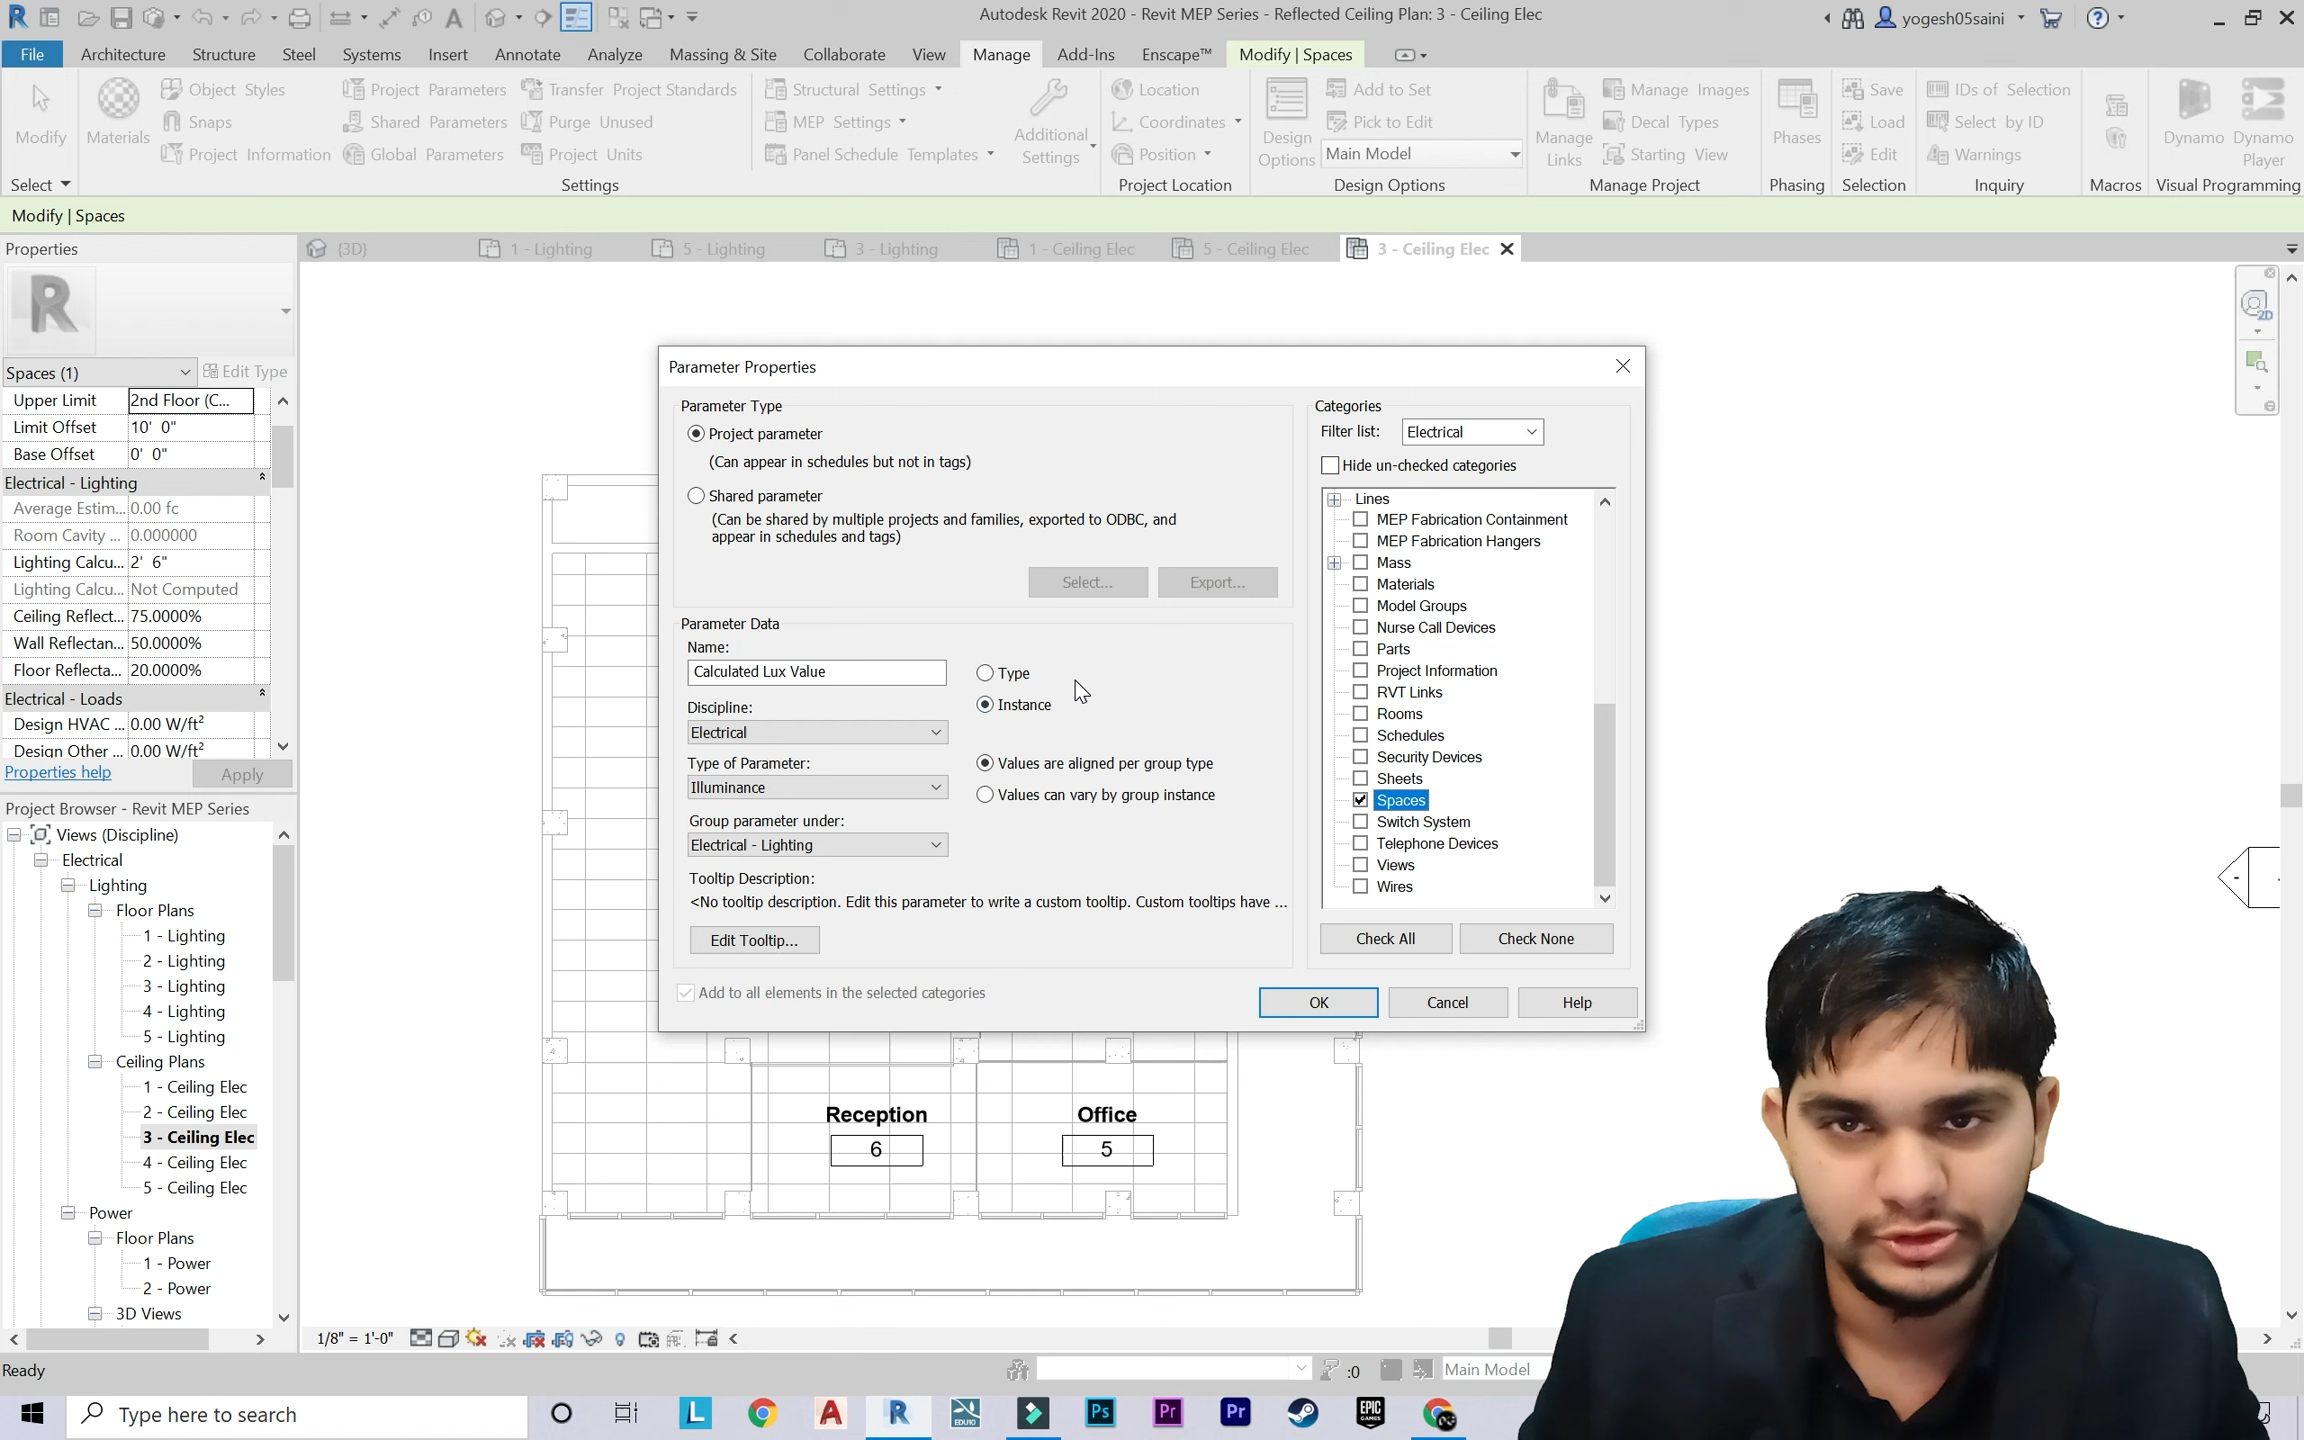 Autodesk Revit 2020 - Revit MEP Series - Reflected Ceiling Plan: 3 - Ceiling Elec
yogesh05saini
File Architecture Structure Steel Systems Insert Annotate Analyze Massing & Site Collaborate View Manage Add-Ins Enscape™ Modify | Spaces
Modify
Select
Materials
Object Styles
Snaps
Project Information
Project Parameters
Shared Parameters
Global Parameters
Transfer Project Standards
Purge Unused
Project Units
Settings
Structural Settings
MEP Settings
Panel Schedule Templates
Additional
Settings
Location
Coordinates
Position
Project Location
Design
Options
Add to Set
Pick to Edit
Main Model
Design Options
Manage
Links
Manage Images
Decal Types
Starting View
Manage Project
Phases
Phasing
Save
Load
Edit
Selection
IDs of Selection
Select by ID
Warnings
Inquiry
Macros
Dynamo
Dynamo
Player
Visual Programming
Modify | Spaces
Properties
{3D} 1 - Lighting 5 - Lighting 3 - Lighting 1 - Ceiling Elec 5 - Ceiling Elec 3 - Ceiling Elec
2D
Spaces (1) Edit Type
Upper Limit 2nd Floor (C...
Limit Offset 10' 0"
Base Offset 0' 0"
Electrical - Lighting
Average Estim... 0.00 fc
Room Cavity ... 0.000000
Lighting Calcu... 2' 6"
Lighting Calcu... Not Computed
Ceiling Reflect... 75.0000%
Wall Reflectan... 50.0000%
Floor Reflecta... 20.0000%
Electrical - Loads
Design HVAC ... 0.00 W/ft²
Design Other ... 0.00 W/ft²
Properties help Apply
Project Browser - Revit MEP Series
Views (Discipline)
Electrical
Lighting
Floor Plans
1 - Lighting
2 - Lighting
3 - Lighting
4 - Lighting
5 - Lighting
Ceiling Plans
1 - Ceiling Elec
2 - Ceiling Elec
3 - Ceiling Elec
4 - Ceiling Elec
5 - Ceiling Elec
Power
Floor Plans
1 - Power
2 - Power
3D Views
Parameter Properties
Parameter Type
Project parameter
(Can appear in schedules but not in tags)
Shared parameter
(Can be shared by multiple projects and families, exported to ODBC, and
appear in schedules and tags)
Select... Export...
Parameter Data
Name:
Calculated Lux Value
Type
Instance
Discipline:
Electrical
Type of Parameter:
Illuminance
Values are aligned per group type
Values can vary by group instance
Group parameter under:
Electrical - Lighting
Tooltip Description:
<No tooltip description. Edit this parameter to write a custom tooltip. Custom tooltips have ...
Edit Tooltip...
Add to all elements in the selected categories
Categories
Filter list: Electrical
Hide un-checked categories
Lines
MEP Fabrication Containment
MEP Fabrication Hangers
Mass
Materials
Model Groups
Nurse Call Devices
Parts
Project Information
RVT Links
Rooms
Schedules
Security Devices
Sheets
Spaces
Switch System
Telephone Devices
Views
Wires
Check All Check None
OK Cancel Help
Reception Office
6 5
1/8" = 1'-0"
Ready
:0
Main Model
Type here to search
L
A
R
EDU10
Ps
Pr
Pr
EPIC
GAMES